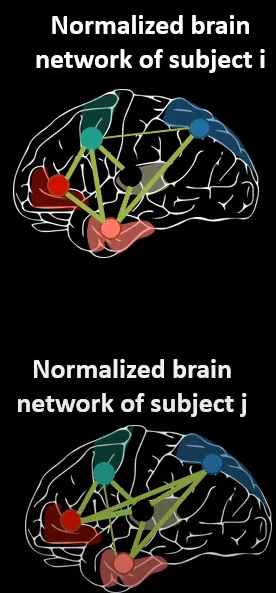 Normalized brain
network of subject i
Normalized brain
network of subject j